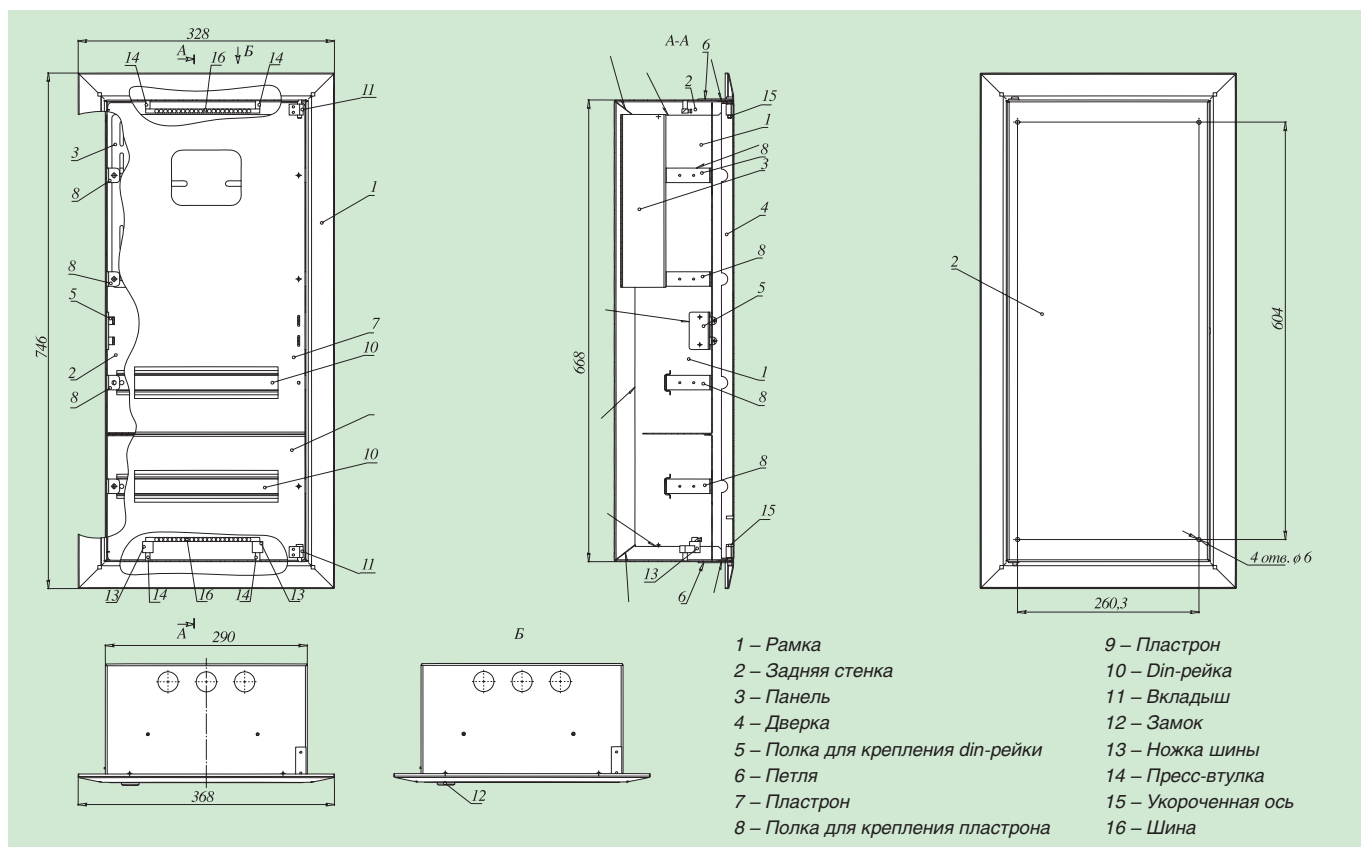 328
А
Б
14
16
14
11
3
8
1
8
5
746
7
10
2
8
10
11
13
14
16
14
13
А
А-А
6
2
15
1
8
3
4
8
5
668
1
8
8
15
13
6
2
604
4 отв. ϕ 6
260,3
290
368
Б
12
1 – Рамка
2 – Задняя стенка
3 – Панель
4 – Дверка
5 – Полка для крепления din-рейки
6 – Петля
7 – Пластрон
8 – Полка для крепления пластрона
9 – Пластрон
10 – Din-рейка
11 – Вкладыш
12 – Замок
13 – Ножка шины
14 – Пресс-втулка
15 – Укороченная ось
16 – Шина